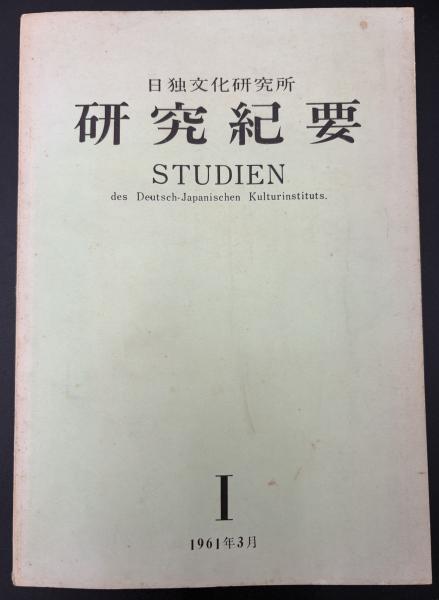 日独文化研究所
研究紀要
STUDIEN
des Deutsch-Japanischen Kulturinstituts.
I
1961年3月